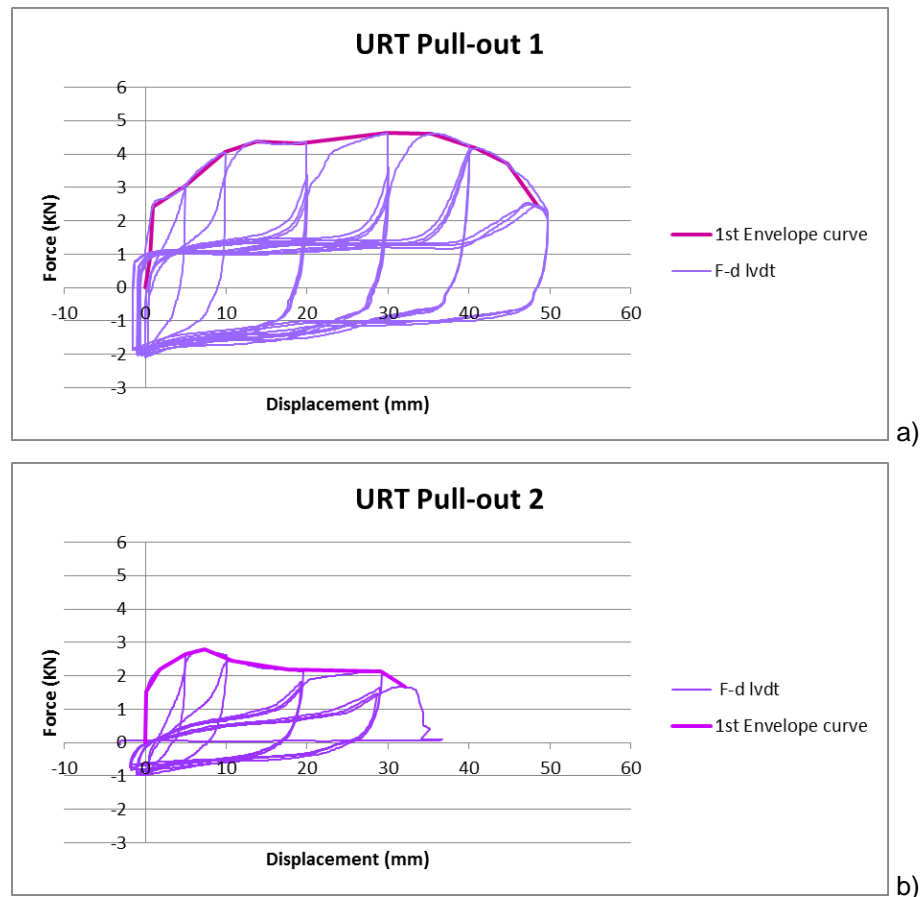 URT Pull-out 1
6
5
4
3
2
1
0
-1
-2
-3
-10 0 10 20 30 40 50 60
Force (KN)
Displacement (mm)
1st Envelope curve
F-d lvdt
a)
URT Pull-out 2
6
5
4
3
2
1
0
-1
-2
-3
-10 0 10 20 30 40 50 60
Force (KN)
Displacement (mm)
F-d lvdt
1st Envelope curve
b)